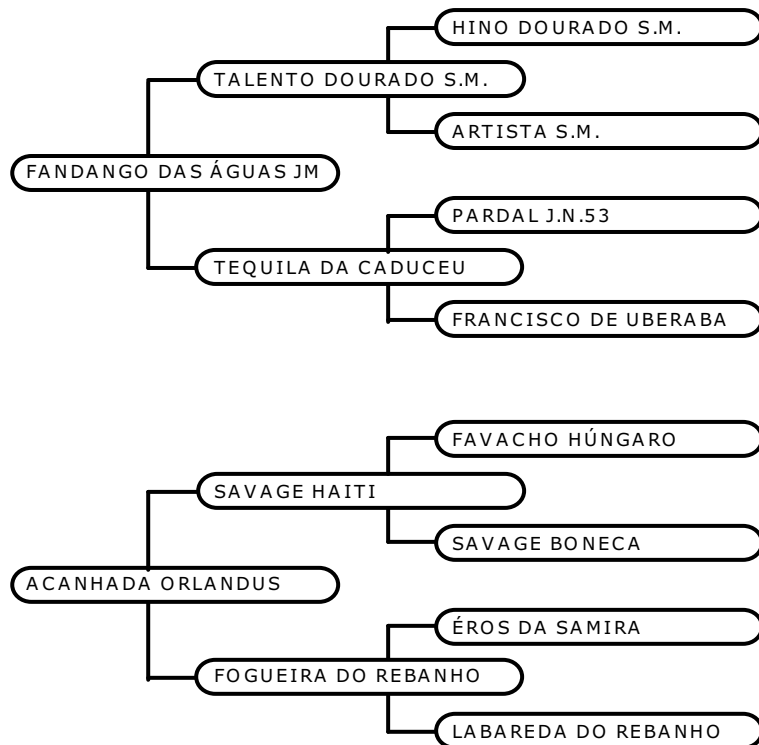 HINO DOURADO S.M.
TALENTO DOURADO S.M.
ARTISTA S.M.
FANDANGO DAS ÁGUAS JM
PARDAL J.N.53
TEQUILA DA CADUCEU
FRANCISCO DE UBERABA
FAVACHO HÚNGARO
SAVAGE HAITI
SAVAGE BONECA
ACANHADA ORLANDUS
ÉROS DA SAMIRA
FOGUEIRA DO REBANHO
LABAREDA DO REBANHO